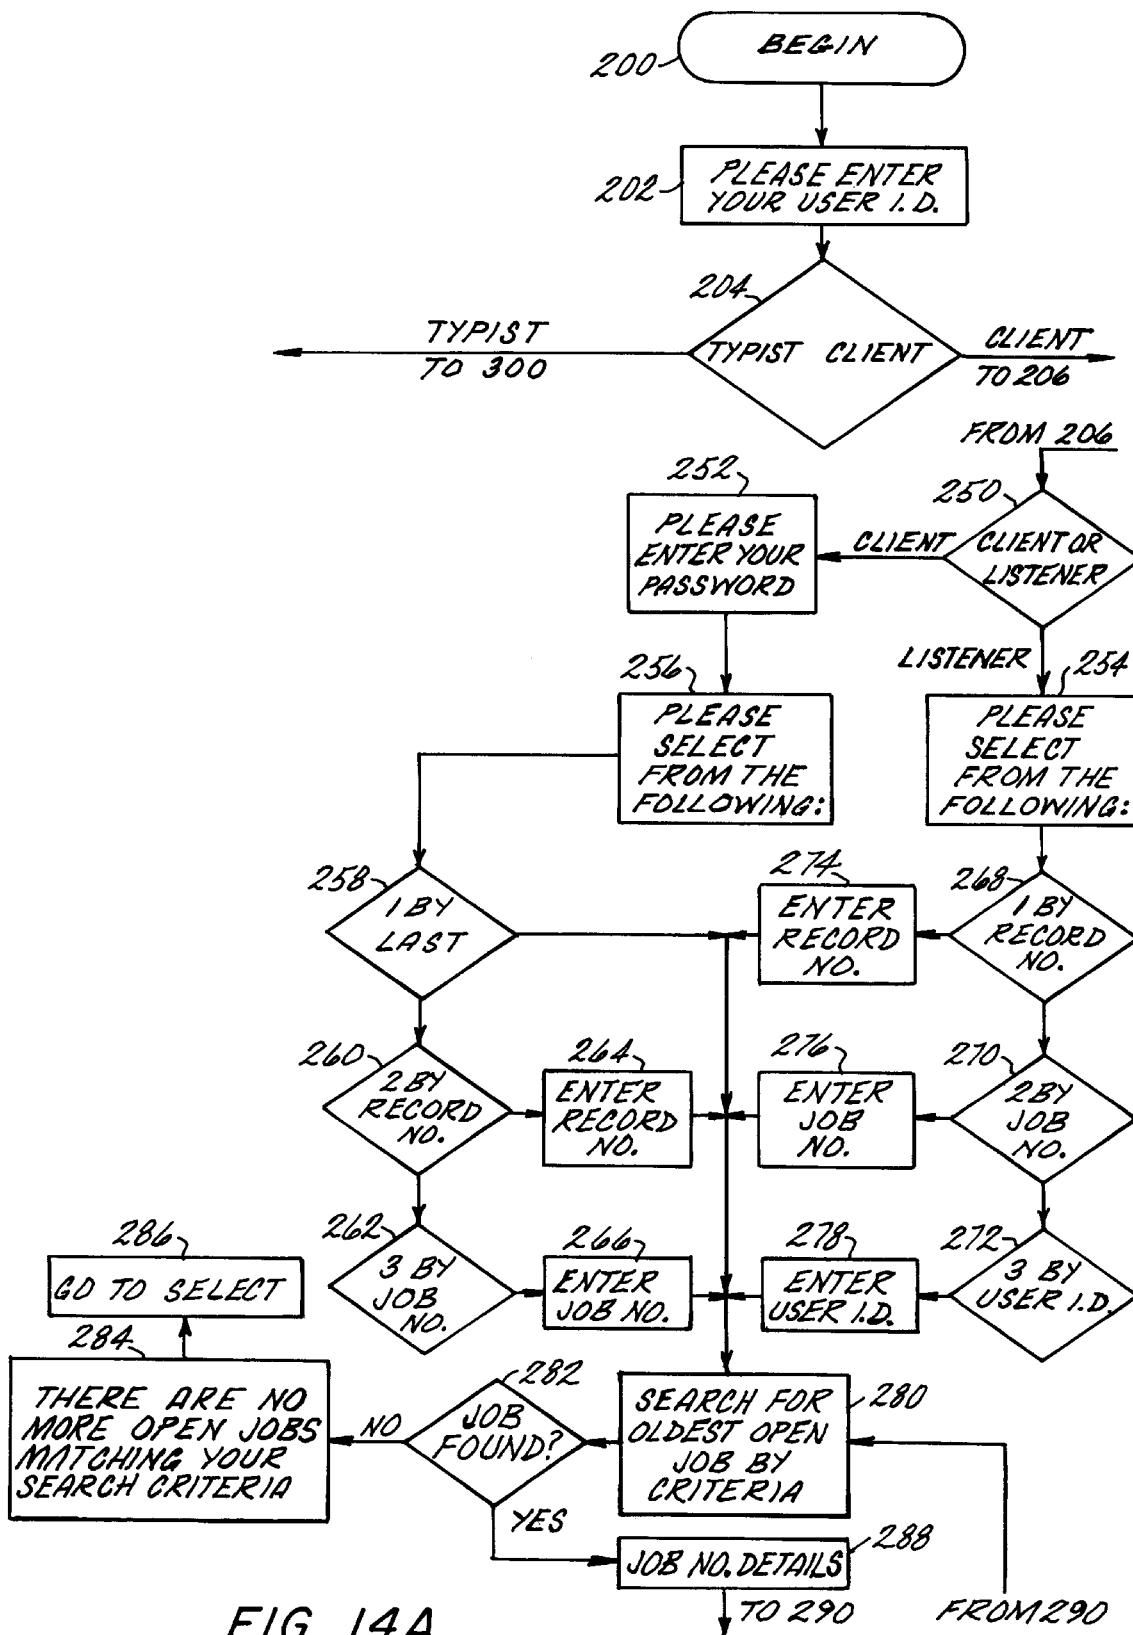 BEGIN
200
PLEASE ENTER
YOUR USER I.D.
202
204
TYPIST
TO 300
TYPIST CLIENT
CLIENT
TO 206
FROM 206
252
250
PLEASE
ENTER YOUR
PASSWORD
CLIENT
CLIENT OR
LISTENER
LISTENER
256
254
PLEASE
SELECT
FROM THE
FOLLOWING:
PLEASE
SELECT
FROM THE
FOLLOWING:
258
1 BY
LAST
274
ENTER
RECORD
NO.
268
1 BY
RECORD
NO.
260
2 BY
RECORD
NO.
264
ENTER
RECORD
NO.
276
ENTER
JOB
NO.
270
2 BY
JOB
NO.
262
3 BY
JOB
NO.
266
ENTER
JOB NO.
278
ENTER
USER I.D.
272
3 BY
USER I.D.
286
GO TO SELECT
284
THERE ARE NO
MORE OPEN JOBS
MATCHING YOUR
SEARCH CRITERIA
NO
282
JOB
FOUND?
YES
SEARCH FOR
OLDEST OPEN
JOB BY
CRITERIA
280
JOB NO. DETAILS
288
TO 290
FROM 290
FIG. 14A